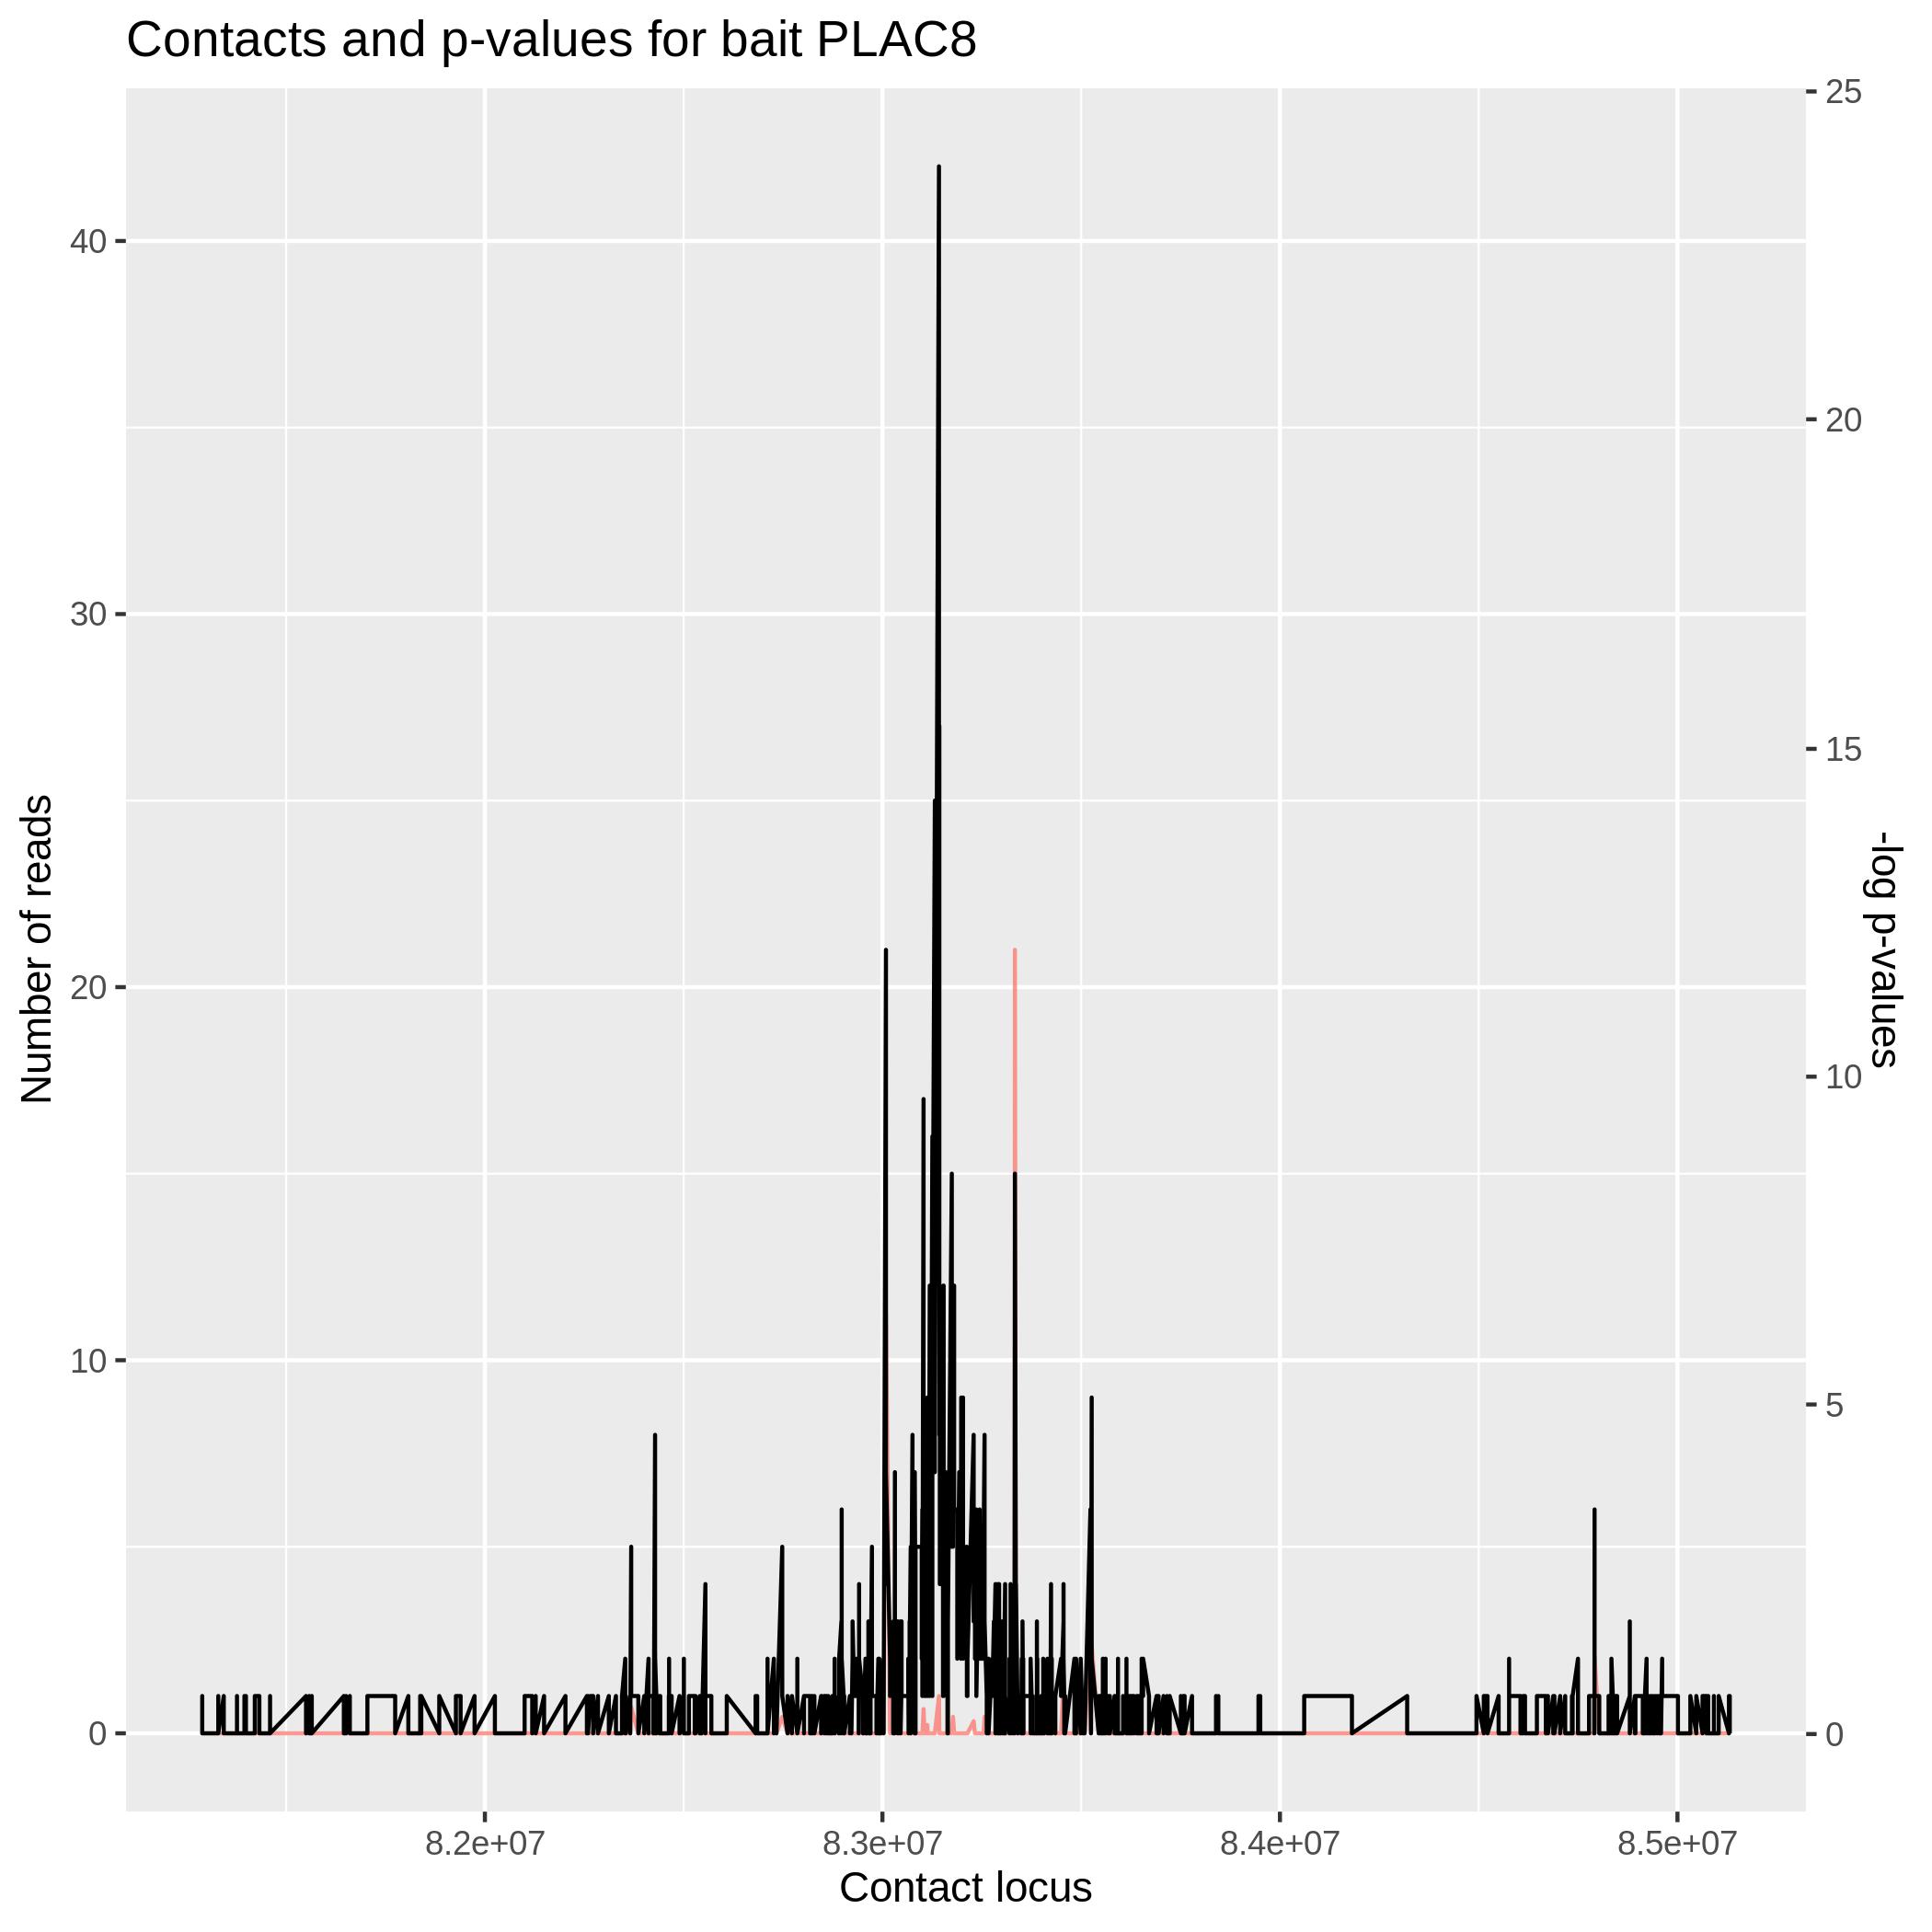 Contacts and p-values for bait PLAC8
25
20
15
10
5
0
-log p-values
40
30
20
10
0
Number of reads
8.2e+07 8.3e+07 8.4e+07 8.5e+07
Contact locus